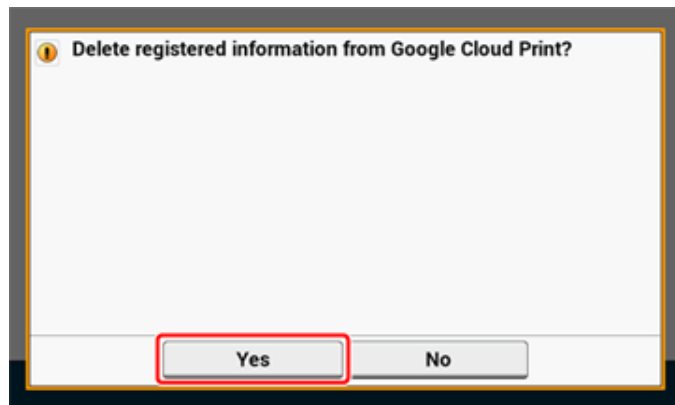 Delete registered information from Google Cloud Print?
Yes No